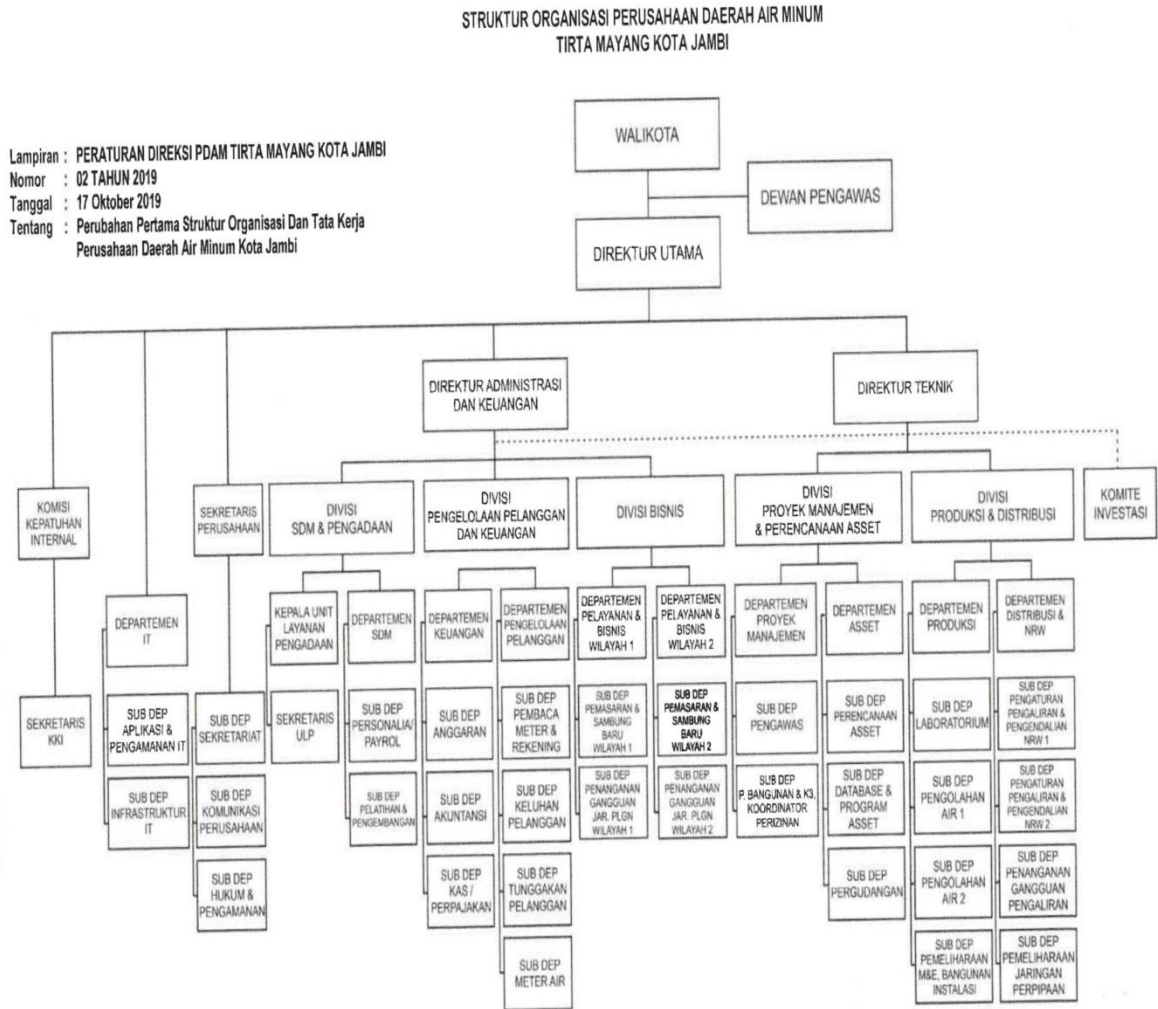 STRUKTUR ORGANISASI PERUSAHAAN DAERAH AIR MINUM
TIRTA MAYANG KOTA JAMBI
Lampiran : PERATURAN DIREKSI PDAM TIRTA MAYANG KOTA JAMBI
Nomor : 02 TAHUN 2019
Tanggal : 17 Oktober 2019
Tentang : Perubahan Pertama Struktur Organisasi Dan Tata Kerja
Perusahaan Daerah Air Minum Kota Jambi
WALIKOTA
DEWAN PENGAWAS
DIREKTUR UTAMA
DIREKTUR ADMINISTRASI
DAN KEUANGAN
DIREKTUR TEKNIK
KOMISI
KEPATUHAN
INTERNAL
SEKRETARIS
PERUSAHAAN
DIVISI
SDM & PENGADAAN
DIVISI
PENGELOLAAN PELANGGAN
DAN KEUANGAN
DIVISI BISNIS
DIVISI
PROYEK MANAJEMEN
& PERENCANAAN ASSET
DIVISI
PRODUKSI & DISTRIBUSI
KOMITE
INVESTASI
DEPARTEMEN
IT
KEPALA UNIT
LAYANAN
PENGADAAN
DEPARTEMEN
SDM
DEPARTEMEN
KEUANGAN
DEPARTEMEN
PENGELOLAAN
PELANGGAN
DEPARTEMEN
PELAYANAN &
BISNIS
WILAYAH 1
DEPARTEMEN
PELAYANAN &
BISNIS
WILAYAH 2
DEPARTEMEN
PROYEK
MANAJEMEN
DEPARTEMEN
ASSET
DEPARTEMEN
PRODUKSI
DEPARTEMEN
DISTRIBUSI &
NRW
SEKRETARIS
KKI
SUB DEP
APLIKASI &
PENGAMANAN IT
SUB DEP
SEKRETARIAT
SEKRETARIS
ULP
SUB DEP
PERSONALIA/
PAYROL
SUB DEP
ANGGARAN
SUB DEP
PEMBACA
METER &
REKENING
SUB DEP
PEMASARAN &
SAMBUNG
BARU
WILAYAH 1
SUB DEP
PEMASARAN &
SAMBUNG
BARU
WILAYAH 2
SUB DEP
PENGAWAS
SUB DEP
PERENCANAAN
ASSET
SUB DEP
LABORATORIUM
SUB DEP
PENGATURAN
PENGALIRAN &
PENGENDALIAN
NRW 1
SUB DEP
INFRASTRUKTUR
IT
SUB DEP
KOMUNIKASI
PERUSAHAAN
SUB DEP
PELATIHAN &
PENGEMBANGAN
SUB DEP
AKUNTANSI
SUB DEP
KELUHAN
PELANGGAN
SUB DEP
PENANGANAN
GANGGUAN
JAR. PLGN
WILAYAH 1
SUB DEP
PENANGANAN
GANGGUAN
JAR. PLGN
WILAYAH 2
SUB DEP
P. BANGUNAN & K3,
KOORDINATOR
PERIZINAN
SUB DEP
DATABASE &
PROGRAM
ASSET
SUB DEP
PENGOLAHAN
AIR 1
SUB DEP
PENGATURAN
PENGALIRAN &
PENGENDALIAN
NRW 2
SUB DEP
HUKUM &
PENGAMANAN
SUB DEP
KAS /
PERPAJAKAN
SUB DEP
TUNGGAKAN
PELANGGAN
SUB DEP
PERGUDANGAN
SUB DEP
PENGOLAHAN
AIR 2
SUB DEP
PENANGANAN
GANGGUAN
PENGALIRAN
SUB DEP
METER AIR
SUB DEP
PEMELIHARAAN
M&E, BANGUNAN
INSTALASI
SUB DEP
PEMELIHARAAN
JARINGAN
PERPIPAAN